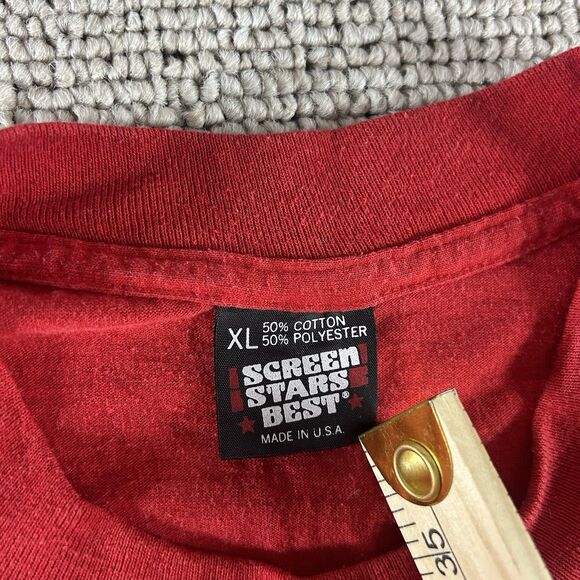 XL 50% COTTON
50% POLYESTER
SCREEN
STARS
BEST®
MADE IN U.S.A.
35